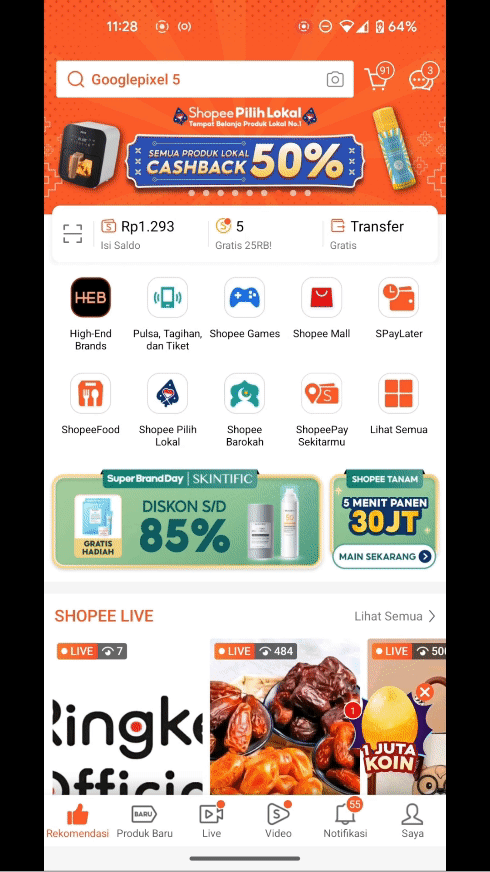 11:28
64%
Googlepixel 5
91
3
Shopee Pilih Lokal
Tempat Belanja Produk Lokal No.1
SEMUA PRODUK LOKAL
CASHBACK 50%
Rp1.293
Isi Saldo
5
Gratis 25RB!
Transfer
Gratis
HEB
High-End
Brands
Pulsa, Tagihan,
dan Tiket
Shopee Games
Shopee Mall
SPayLater
ShopeeFood
Shopee Pilih
Lokal
Shopee
Barokah
ShopeePay
Sekitarmu
Lihat Semua
Super Brand Day | SKINTIFIC
DISKON S/D
85%
GRATIS
HADIAH
SHOPEE TANAM
5 MENIT PANEN
30JT
MAIN SEKARANG
SHOPEE LIVE
Lihat Semua
LIVE 7
LIVE 484
LIVE
Ringke
Official
1
1 JUTA
KOIN
Rekomendasi
BARU
Produk Baru
Live
Video
55
Notifikasi
Saya